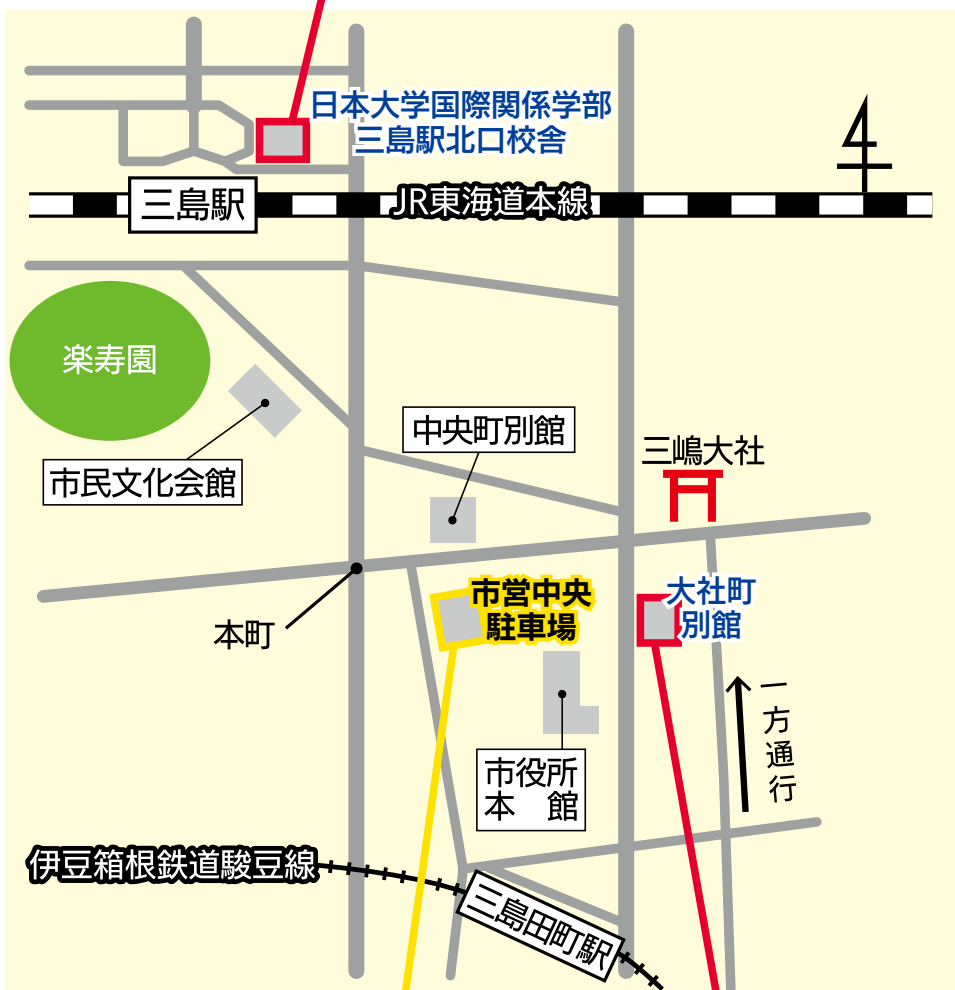 日本大学国際関係学部
三島駅北口校舎
三島駅
JR東海道本線
楽寿園
中央町別館
三嶋大社
市民文化会館
市営中央
駐車場
大社町
別館
本町
一方通行
市役所
本　館
伊豆箱根鉄道駿豆線
三島田町駅